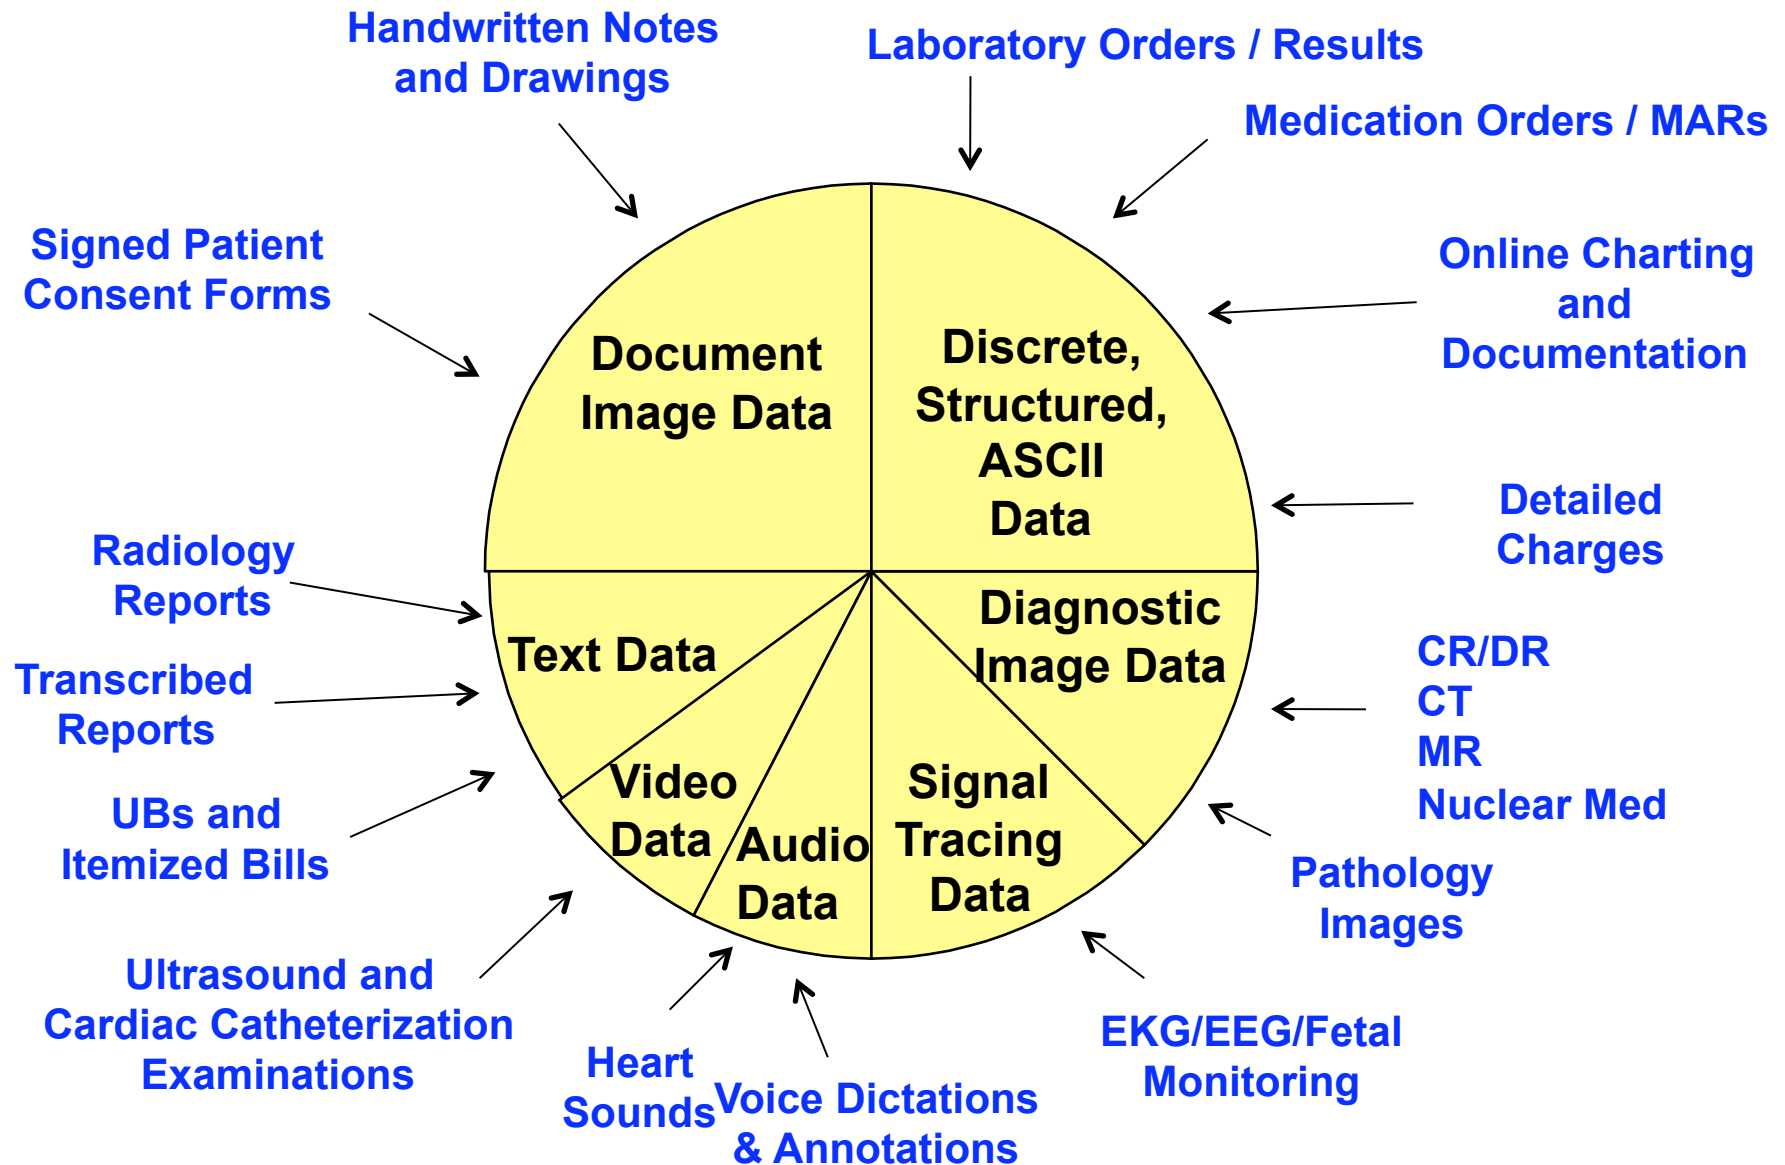 Handwritten Notes
and Drawings
Laboratory Orders / Results
Medication Orders / MARs
Signed Patient
Consent Forms
Online Charting
and
Documentation
Document
Image Data
Discrete,
Structured,
ASCII
Data
Detailed
Charges
Radiology
Reports
Text Data
Diagnostic
Image Data
CR/DR
CT
MR
Nuclear Med
Transcribed
Reports
UBs and
Itemized Bills
Video
Data
Audio
Data
Signal
Tracing
Data
Pathology
Images
Ultrasound and
Cardiac Catheterization
Examinations
Heart
Sounds
Voice Dictations
& Annotations
EKG/EEG/Fetal
Monitoring